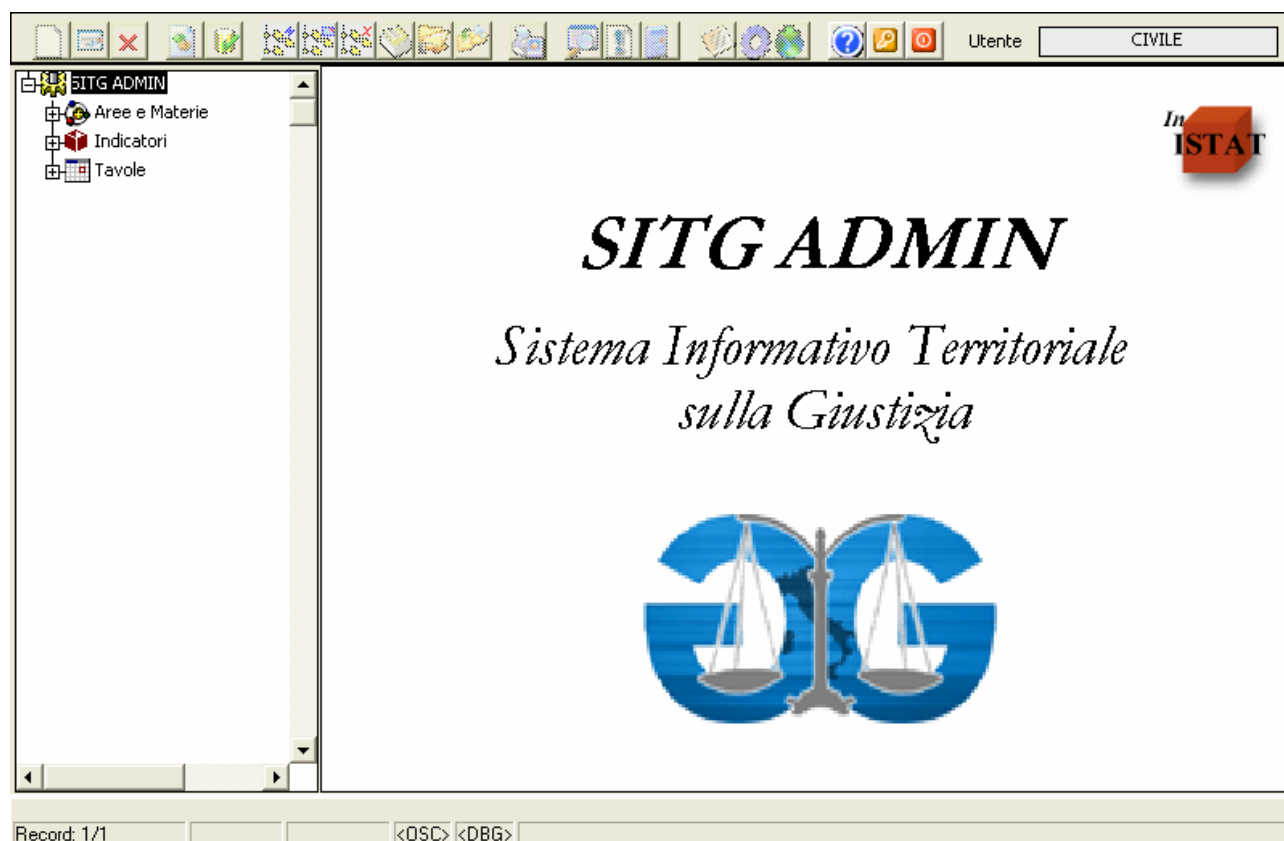 Utente CIVILE
SITG ADMIN
Aree e Materie
Indicatori
Tavole
In
ISTAT
SITG ADMIN
Sistema Informativo Territoriale
sulla Giustizia
Record: 1/1 <OSC> <DBG>